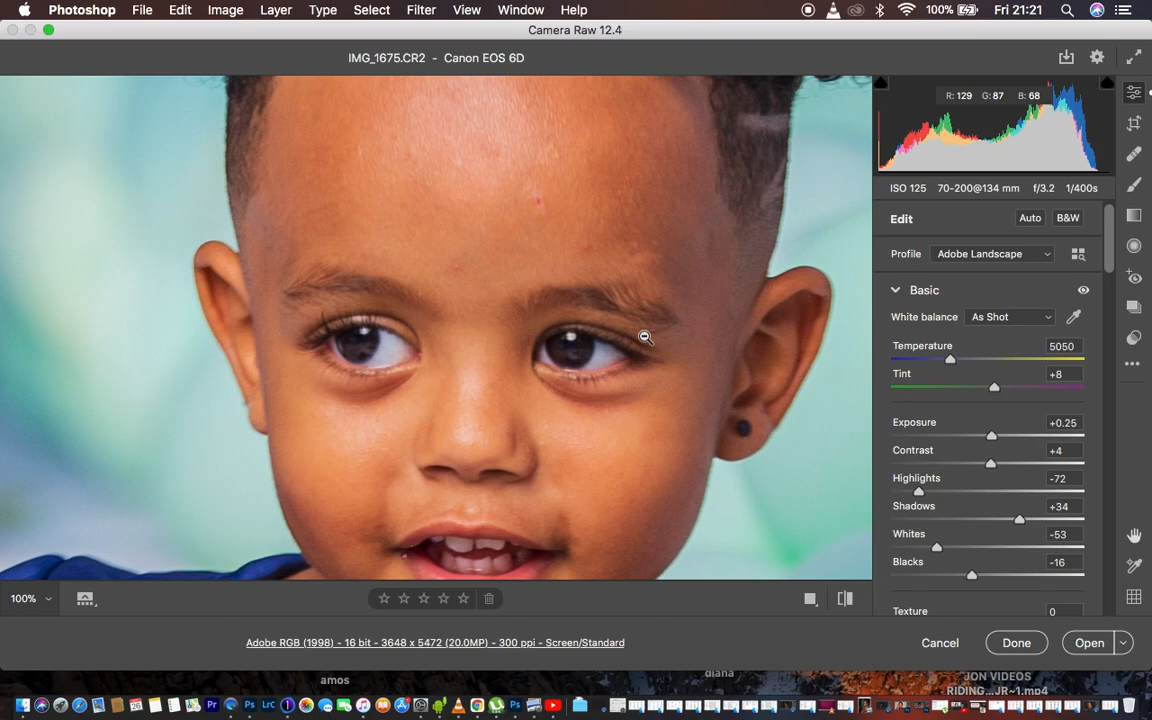 Photoshop File Edit Image Layer Type Select Filter View Window Help 100% Fri 21:21
Camera Raw 12.4
IMG_1675.CR2 - Canon EOS 6D
R: 129 G: 87 B: 68
ISO 125 70-200@134 mm f/3.2 1/400s
Edit Auto B&W
Profile Adobe Landscape
Basic
White balance As Shot
Temperature 5050
Tint +8
Exposure +0.25
Contrast +4
Highlights -72
Shadows +34
Whites -53
Blacks -16
Texture 0
100%
Adobe RGB (1998) - 16 bit - 3648 x 5472 (20.0MP) - 300 ppi - Screen/Standard
Cancel Done Open
amos
diana
JON VIDEOS
RIDING...JR~1.mp4
Pr Ps LrC Ps